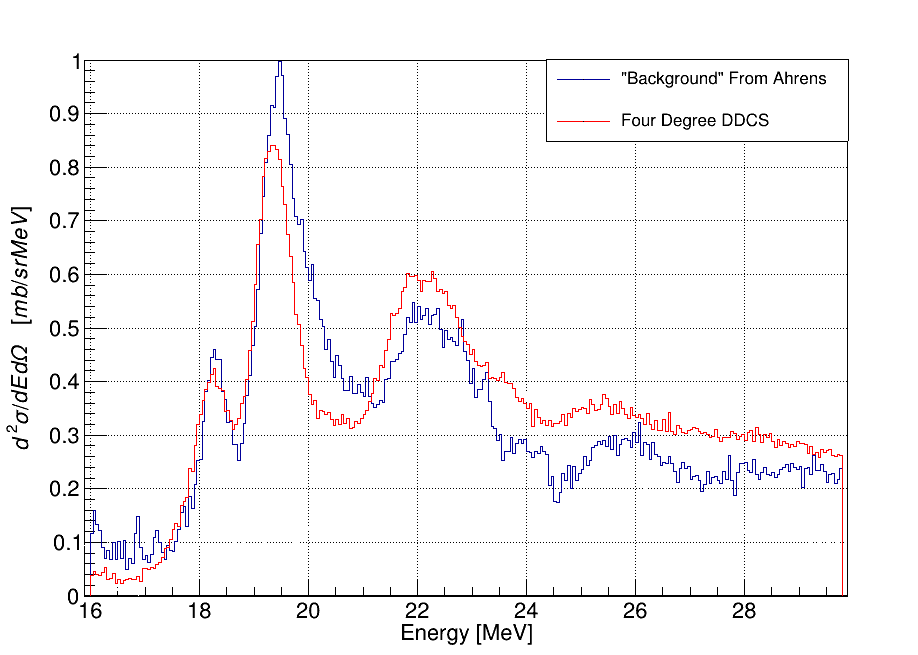 "Background" From Ahrens
Four Degree DDCS
1
0.9
0.8
0.7
0.6
0.5
0.4
0.3
0.2
0.1
0
d²σ/dEdΩ [mb/srMeV]
16 18 20 22 24 26 28
Energy [MeV]